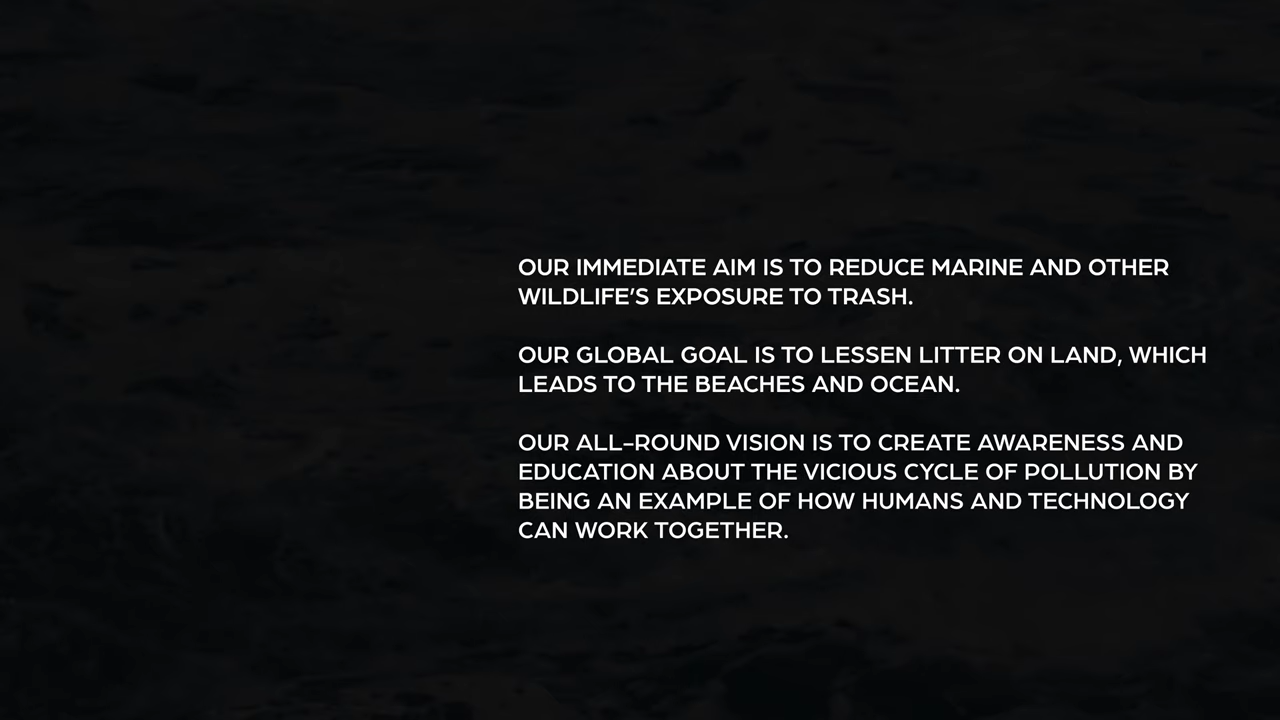 OUR IMMEDIATE AIM IS TO REDUCE MARINE AND OTHER
WILDLIFE'S EXPOSURE TO TRASH.
OUR GLOBAL GOAL IS TO LESSEN LITTER ON LAND, WHICH
LEADS TO THE BEACHES AND OCEAN.
OUR ALL–ROUND VISION IS TO CREATE AWARENESS AND
EDUCATION ABOUT THE VICIOUS CYCLE OF POLLUTION BY
BEING AN EXAMPLE OF HOW HUMANS AND TECHNOLOGY
CAN WORK TOGETHER.